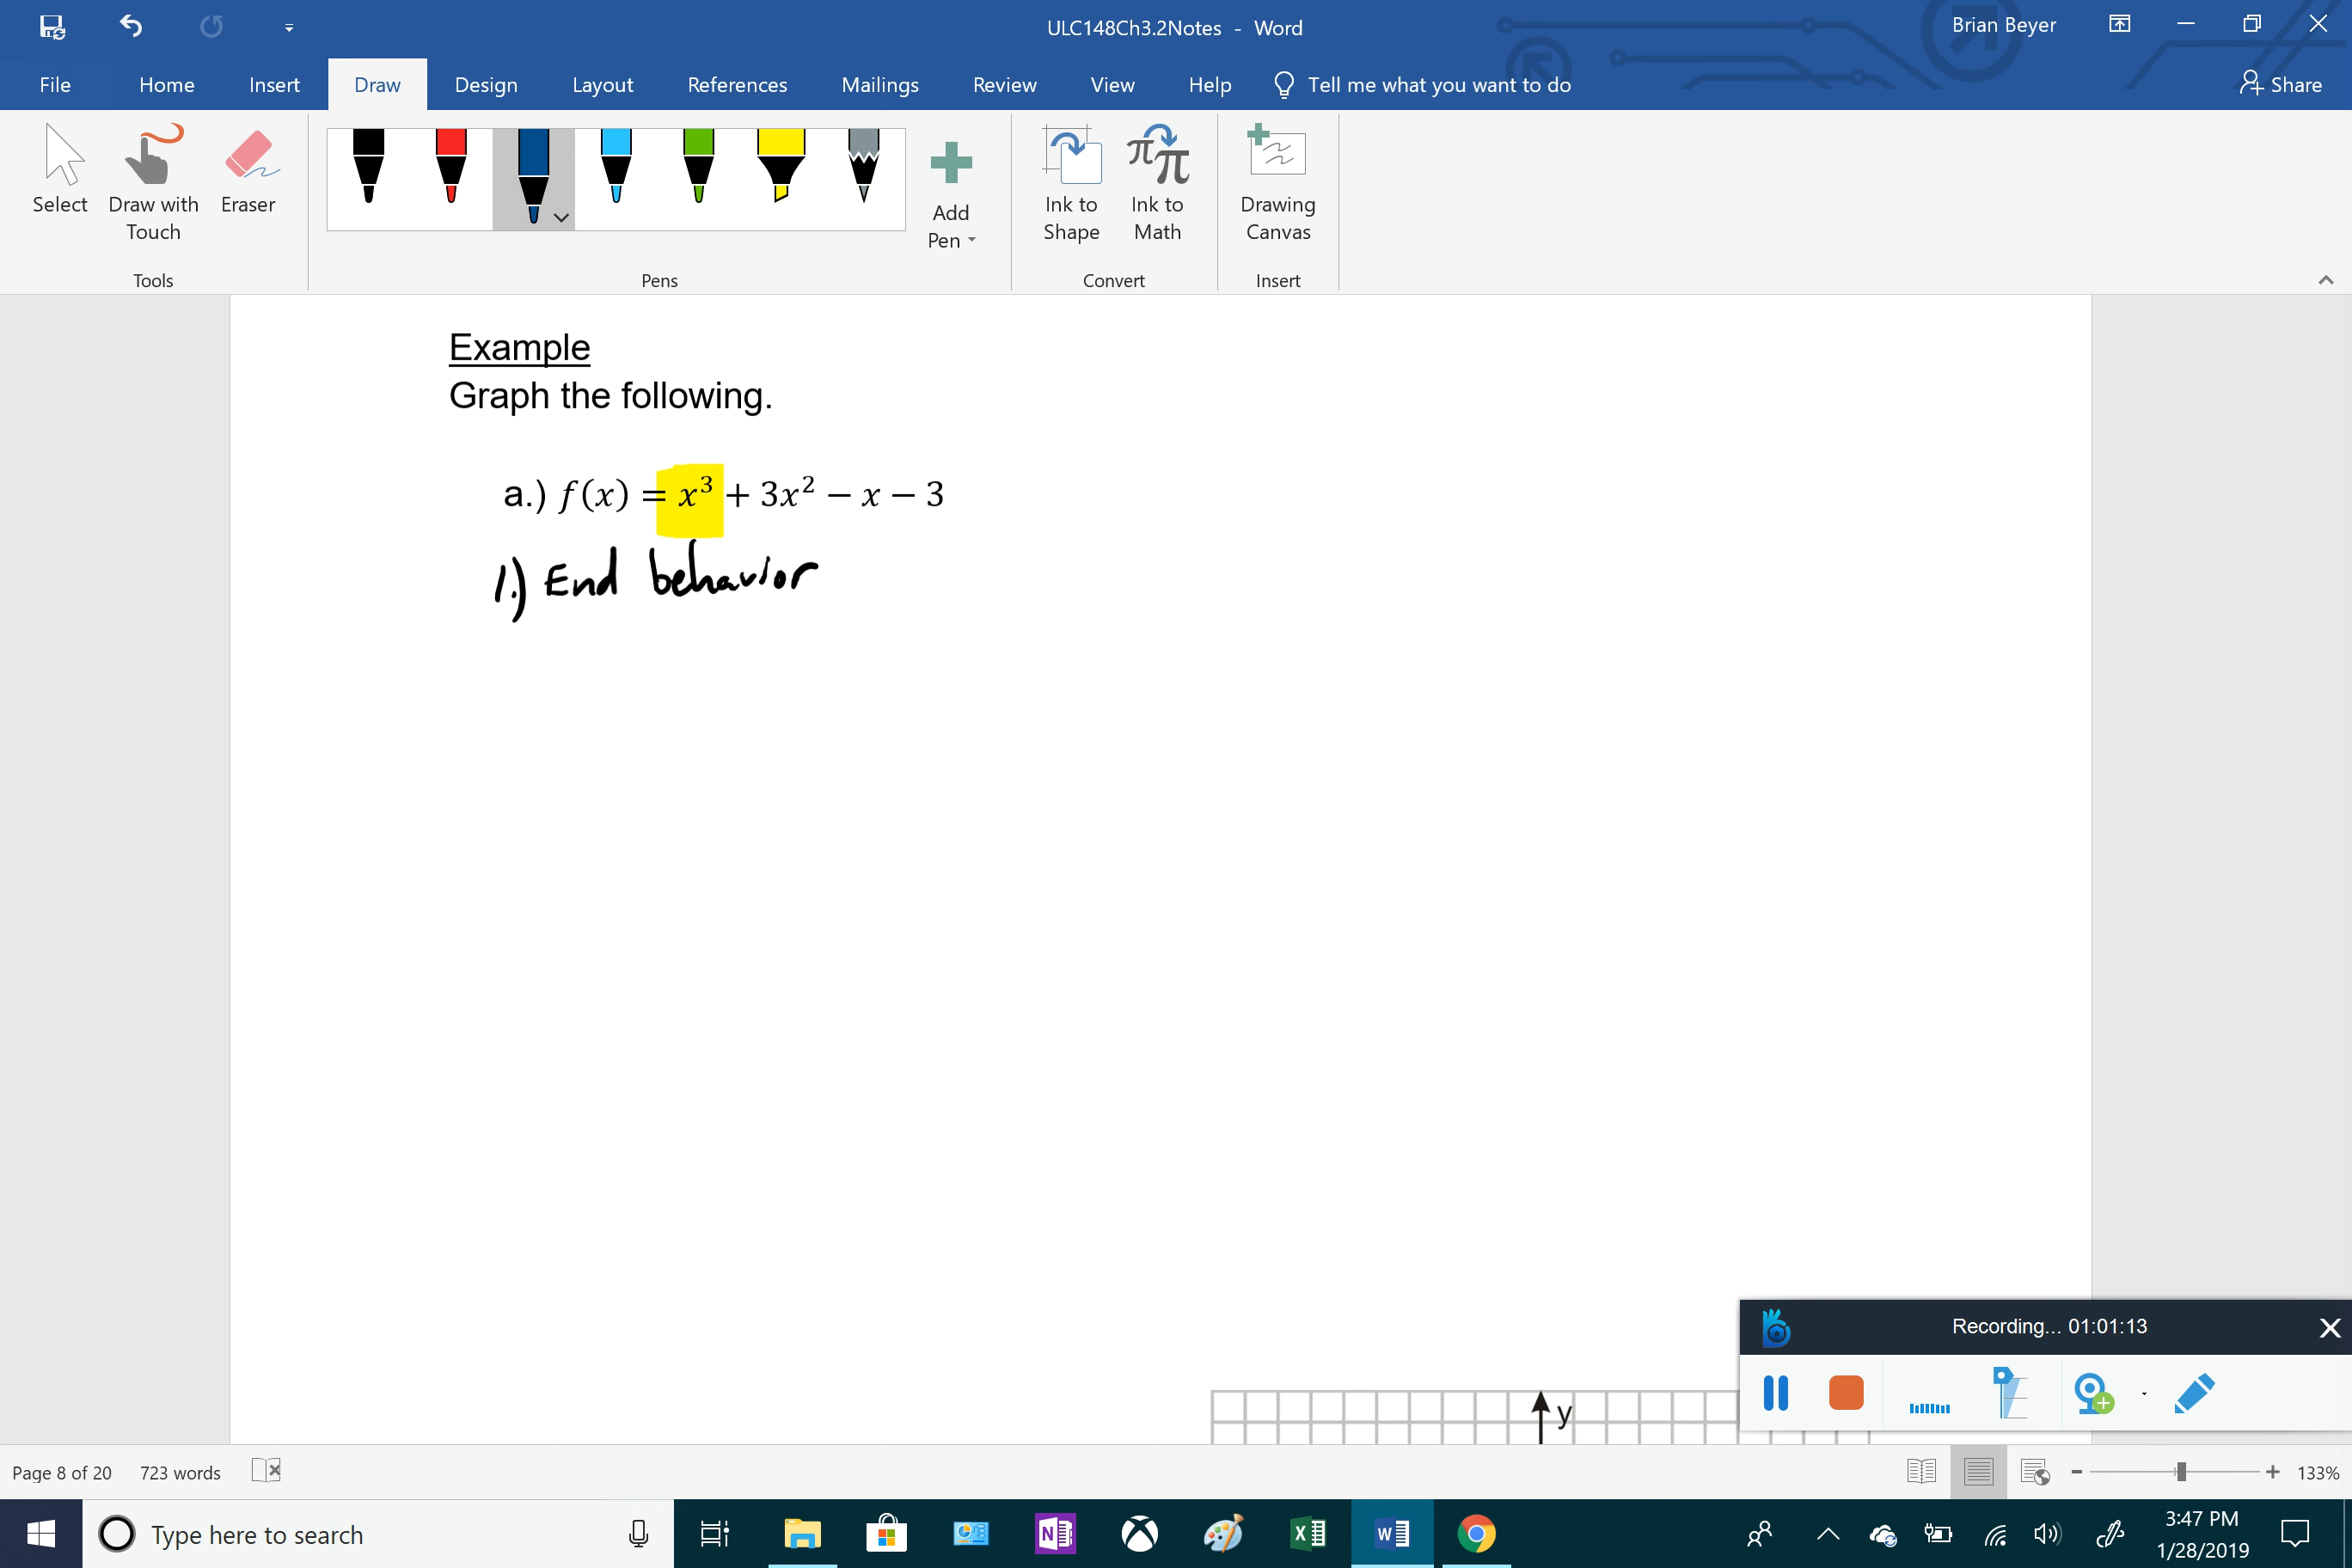 ULC148Ch3.2Notes - Word
Brian Beyer
File Home Insert Draw Design Layout References Mailings Review View Help Tell me what you want to do Share
Select Draw with Touch Eraser
Add Pen
Ink to Shape Ink to Math
Drawing Canvas
Tools Pens Convert Insert
Example
Graph the following.
a.) f(x) = x³ + 3x² − x − 3
1.) End behavior
y
Recording... 01:01:13
Page 8 of 20 723 words 133%
Type here to search
3:47 PM
1/28/2019